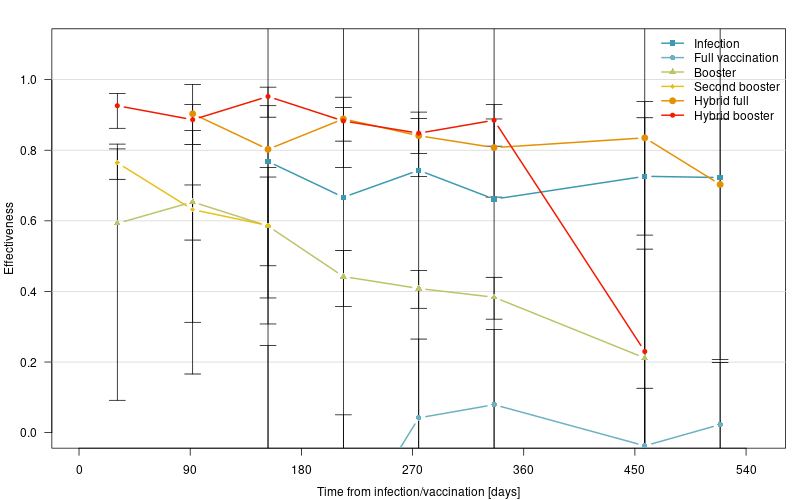 Infection
Full vaccination
Booster
Second booster
Hybrid full
Hybrid booster
1.0
0.8
0.6
0.4
0.2
0.0
Effectiveness
0 90 180 270 360 450 540
Time from infection/vaccination [days]